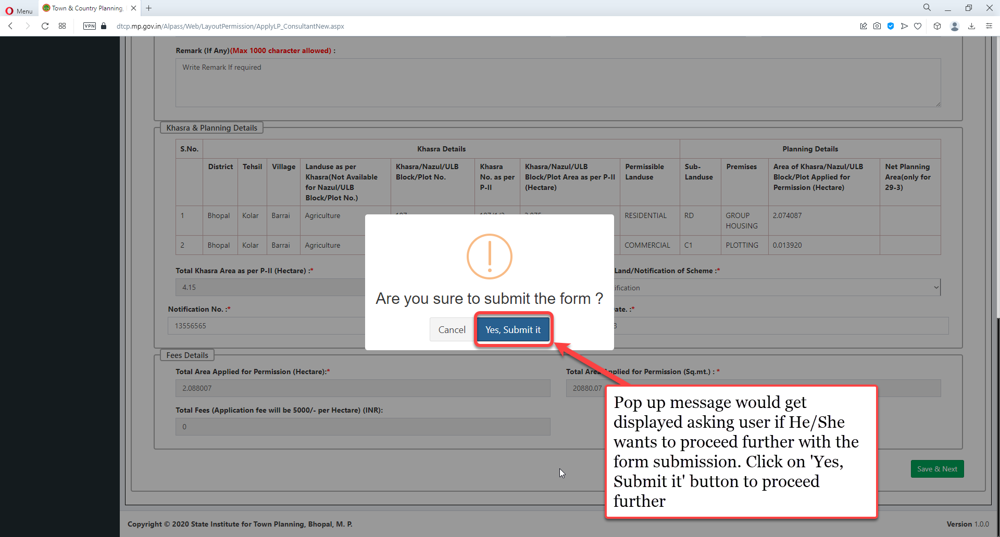 Menu
Town & Country Planning,
VPN
dtcp.mp.gov.in/Alpass/Web/LayoutPermission/ApplyLP_ConsultantNew.aspx
Remark (If Any)(Max 1000 character allowed) :
Write Remark If required
Khasra & Planning Details
S.No. Khasra Details Planning Details
District Tehsil Village Landuse as per Khasra(Not Available for Nazul/ULB Block/Plot No.) Khasra/Nazul/ULB Block/Plot No. Khasra No. as per P-II Khasra/Nazul/ULB Block/Plot Area as per P-II (Hectare) Permissible Landuse Sub-Landuse Premises Area of Khasra/Nazul/ULB Block/Plot Applied for Permission (Hectare) Net Planning Area(only for 29-3)
1 Bhopal Kolar Barrai Agriculture RESIDENTIAL RD GROUP HOUSING 2.074087
2 Bhopal Kolar Barrai Agriculture COMMERCIAL C1 PLOTTING 0.013920
Total Khasra Area as per P-II (Hectare) :*
Land/Notification of Scheme :*
4.15
ification
Notification No. :*
ate. :*
13556565
3
Are you sure to submit the form ?
Cancel
Yes, Submit it
Fees Details
Total Area Applied for Permission (Hectare):*
Total Area Applied for Permission (Sq.mt.) : *
2.088007
20880.07
Total Fees (Application fee will be 5000/- per Hectare) (INR):
0
Pop up message would get
displayed asking user if He/She
wants to proceed further with the
form submission. Click on 'Yes,
Submit it' button to proceed
further
Save & Next
Copyright © 2020 State Institute for Town Planning, Bhopal, M. P.
Version 1.0.0